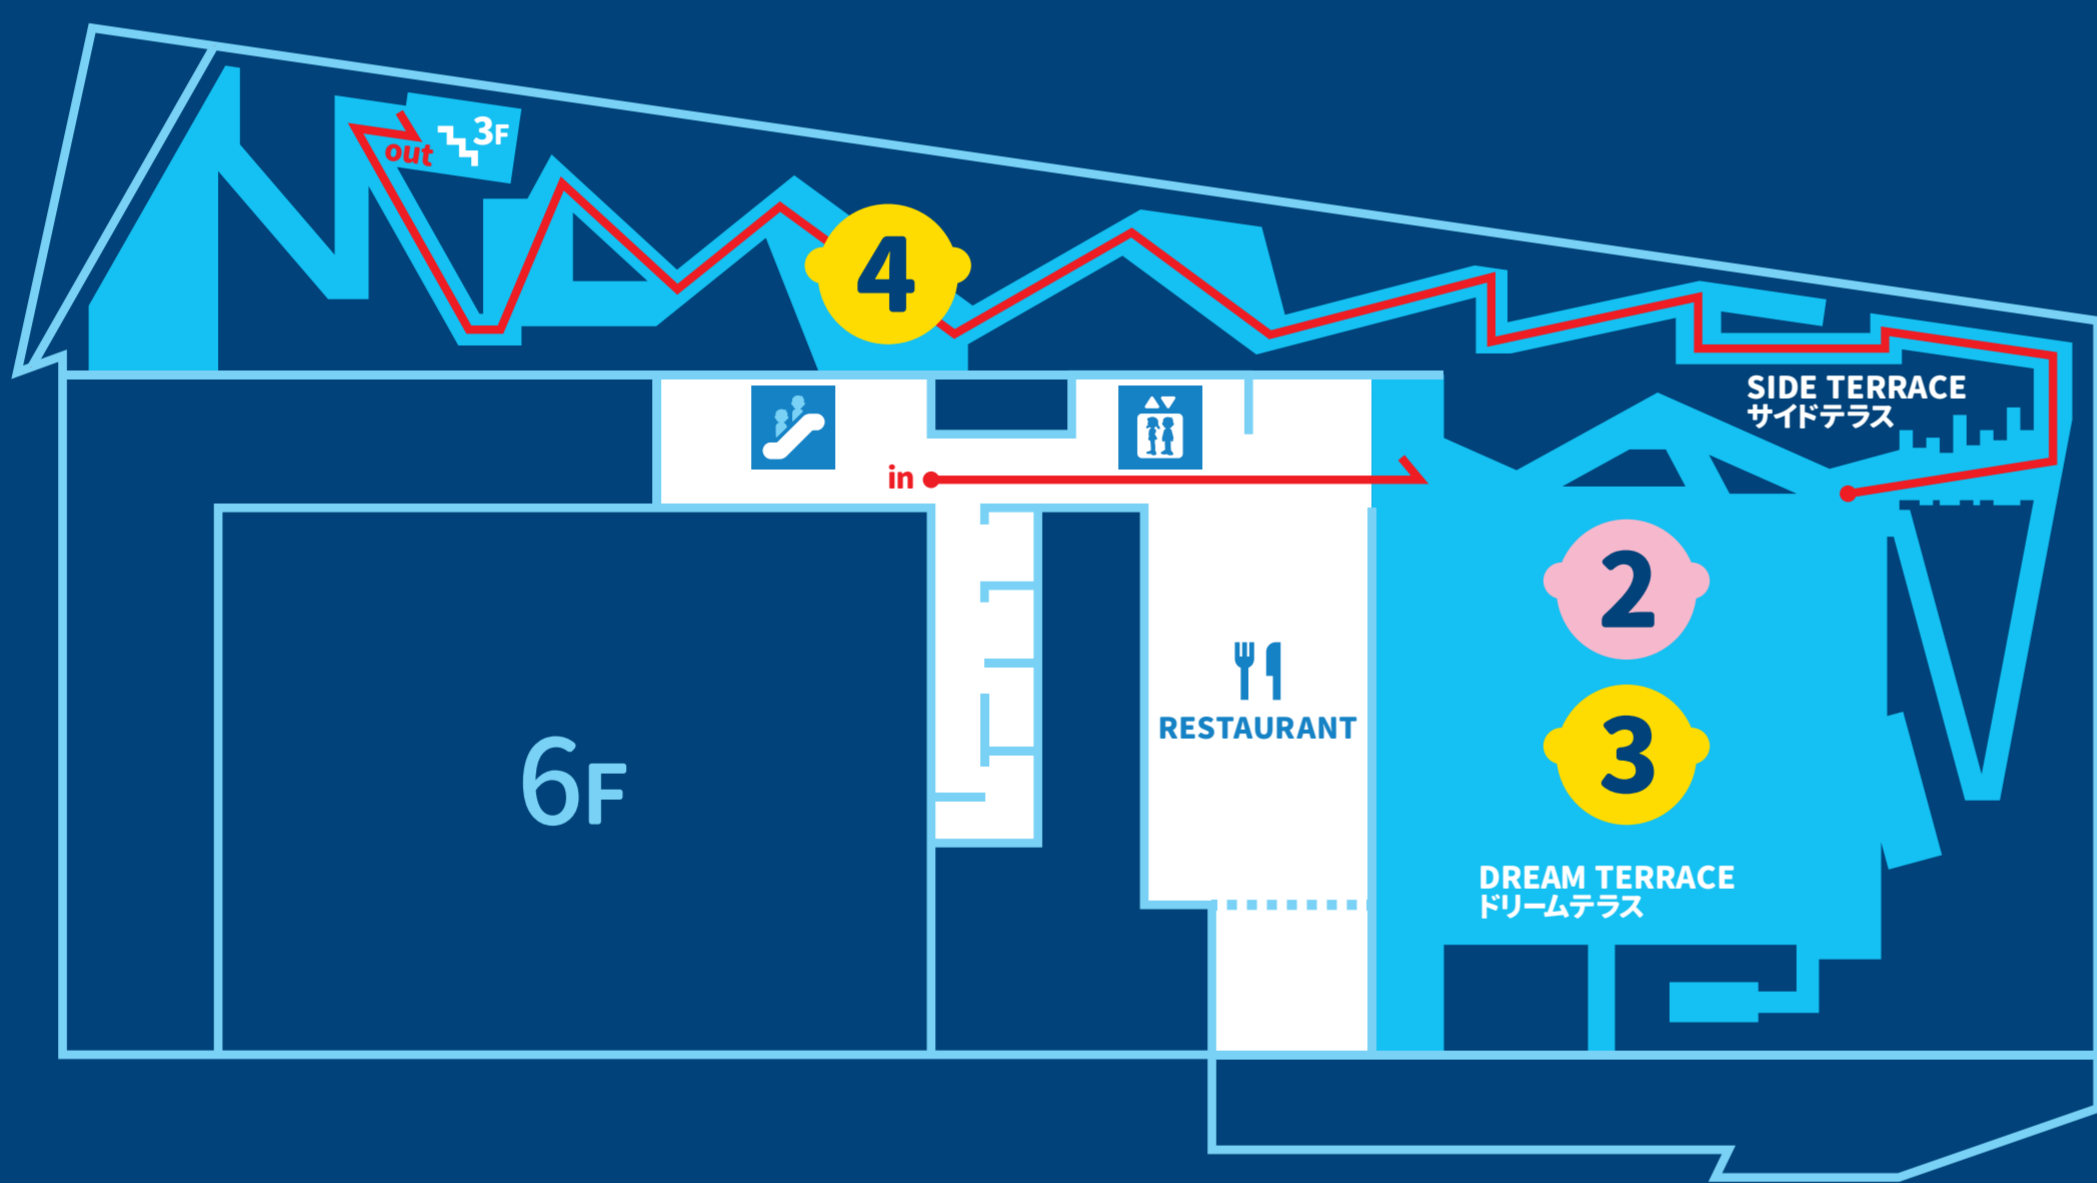 3F
out
4
SIDE TERRACE
サイドテラス
in
2
RESTAURANT
3
6F
DREAM TERRACE
ドリームテラス